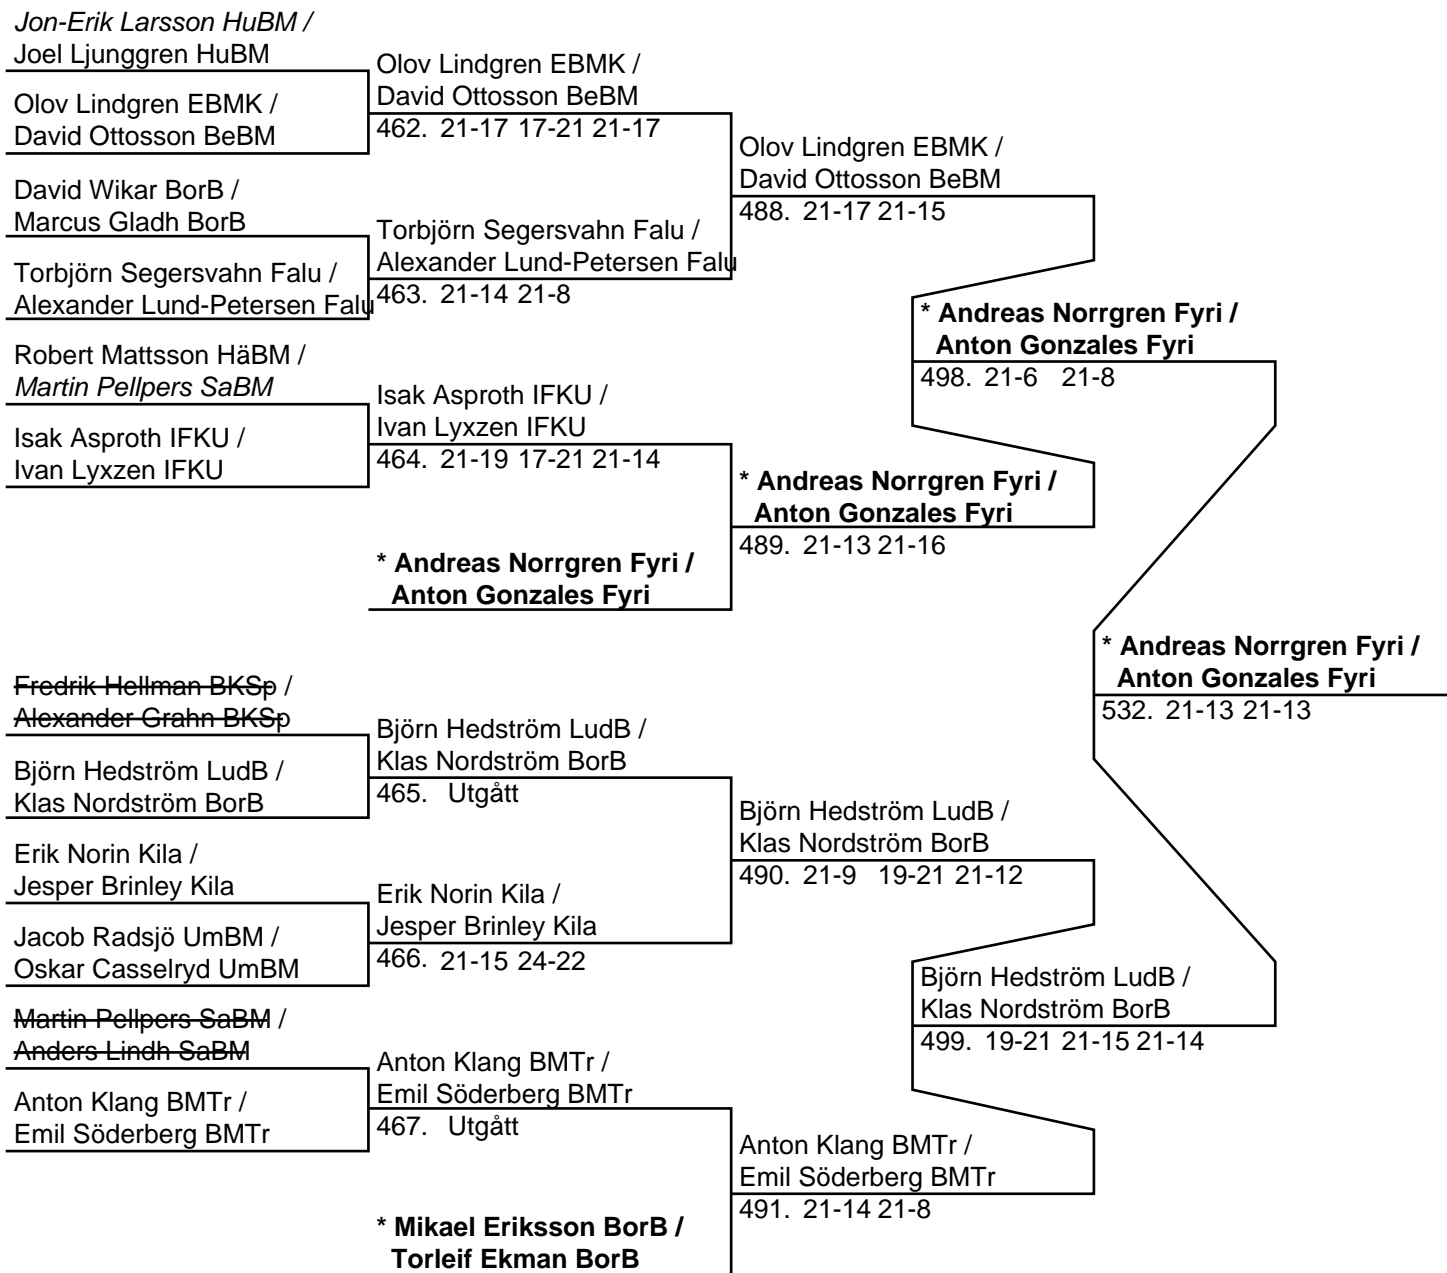 Jon-Erik Larsson HuBM /
Joel Ljunggren HuBM
Olov Lindgren EBMK /
David Ottosson BeBM
David Wikar BorB /
Marcus Gladh BorB
Torbjörn Segersvahn Falu /
Alexander Lund-Petersen Falu
Robert Mattsson HäBM /
Martin Pellpers SaBM
Isak Asproth IFKU /
Ivan Lyxzen IFKU
Fredrik Hellman BKSp /
Alexander Grahn BKSp
Björn Hedström LudB /
Klas Nordström BorB
Erik Norin Kila /
Jesper Brinley Kila
Jacob Radsjö UmBM /
Oskar Casselryd UmBM
Martin Pellpers SaBM /
Anders Lindh SaBM
Anton Klang BMTr /
Emil Söderberg BMTr
Olov Lindgren EBMK /
David Ottosson BeBM
462. 21-17 17-21 21-17
Torbjörn Segersvahn Falu /
Alexander Lund-Petersen Falu
463. 21-14 21-8
Isak Asproth IFKU /
Ivan Lyxzen IFKU
464. 21-19 17-21 21-14
* Andreas Norrgren Fyri /
Anton Gonzales Fyri
Björn Hedström LudB /
Klas Nordström BorB
465. Utgått
Erik Norin Kila /
Jesper Brinley Kila
466. 21-15 24-22
Anton Klang BMTr /
Emil Söderberg BMTr
467. Utgått
* Mikael Eriksson BorB /
Torleif Ekman BorB
Olov Lindgren EBMK /
David Ottosson BeBM
488. 21-17 21-15
* Andreas Norrgren Fyri /
Anton Gonzales Fyri
489. 21-13 21-16
Björn Hedström LudB /
Klas Nordström BorB
490. 21-9 19-21 21-12
Anton Klang BMTr /
Emil Söderberg BMTr
491. 21-14 21-8
* Andreas Norrgren Fyri /
Anton Gonzales Fyri
498. 21-6 21-8
Björn Hedström LudB /
Klas Nordström BorB
499. 19-21 21-15 21-14
* Andreas Norrgren Fyri /
Anton Gonzales Fyri
532. 21-13 21-13